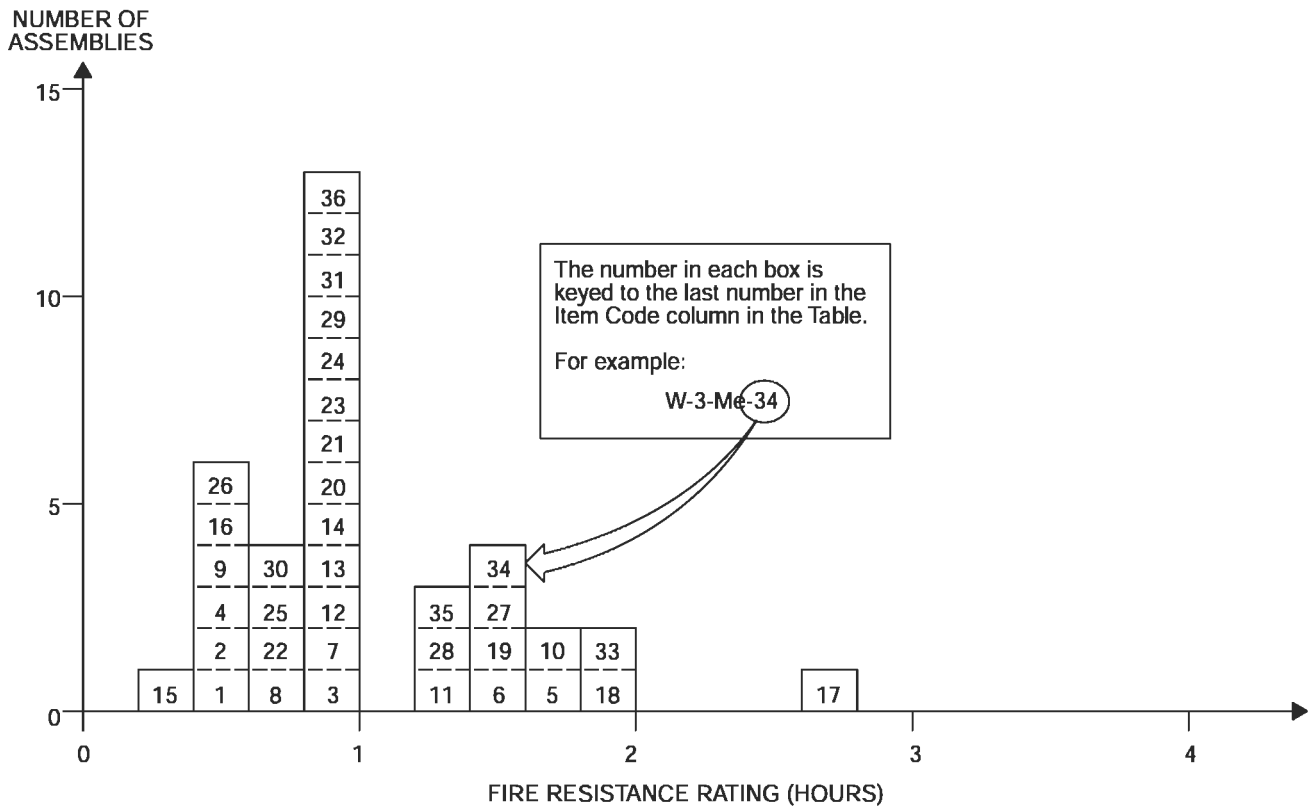 NUMBER OF
ASSEMBLIES
15
36
32
31
The number in each box is
keyed to the last number in the
Item Code column in the Table.
10
29
For example:
24
W-3-Me-34
23
21
26
20
5
16
14
9 30 13 34
4 25 12 35 27
2 22 7 28 19 10 33
15 1 8 3 11 6 5 18 17
0
0 1 2 3 4
FIRE RESISTANCE RATING (HOURS)